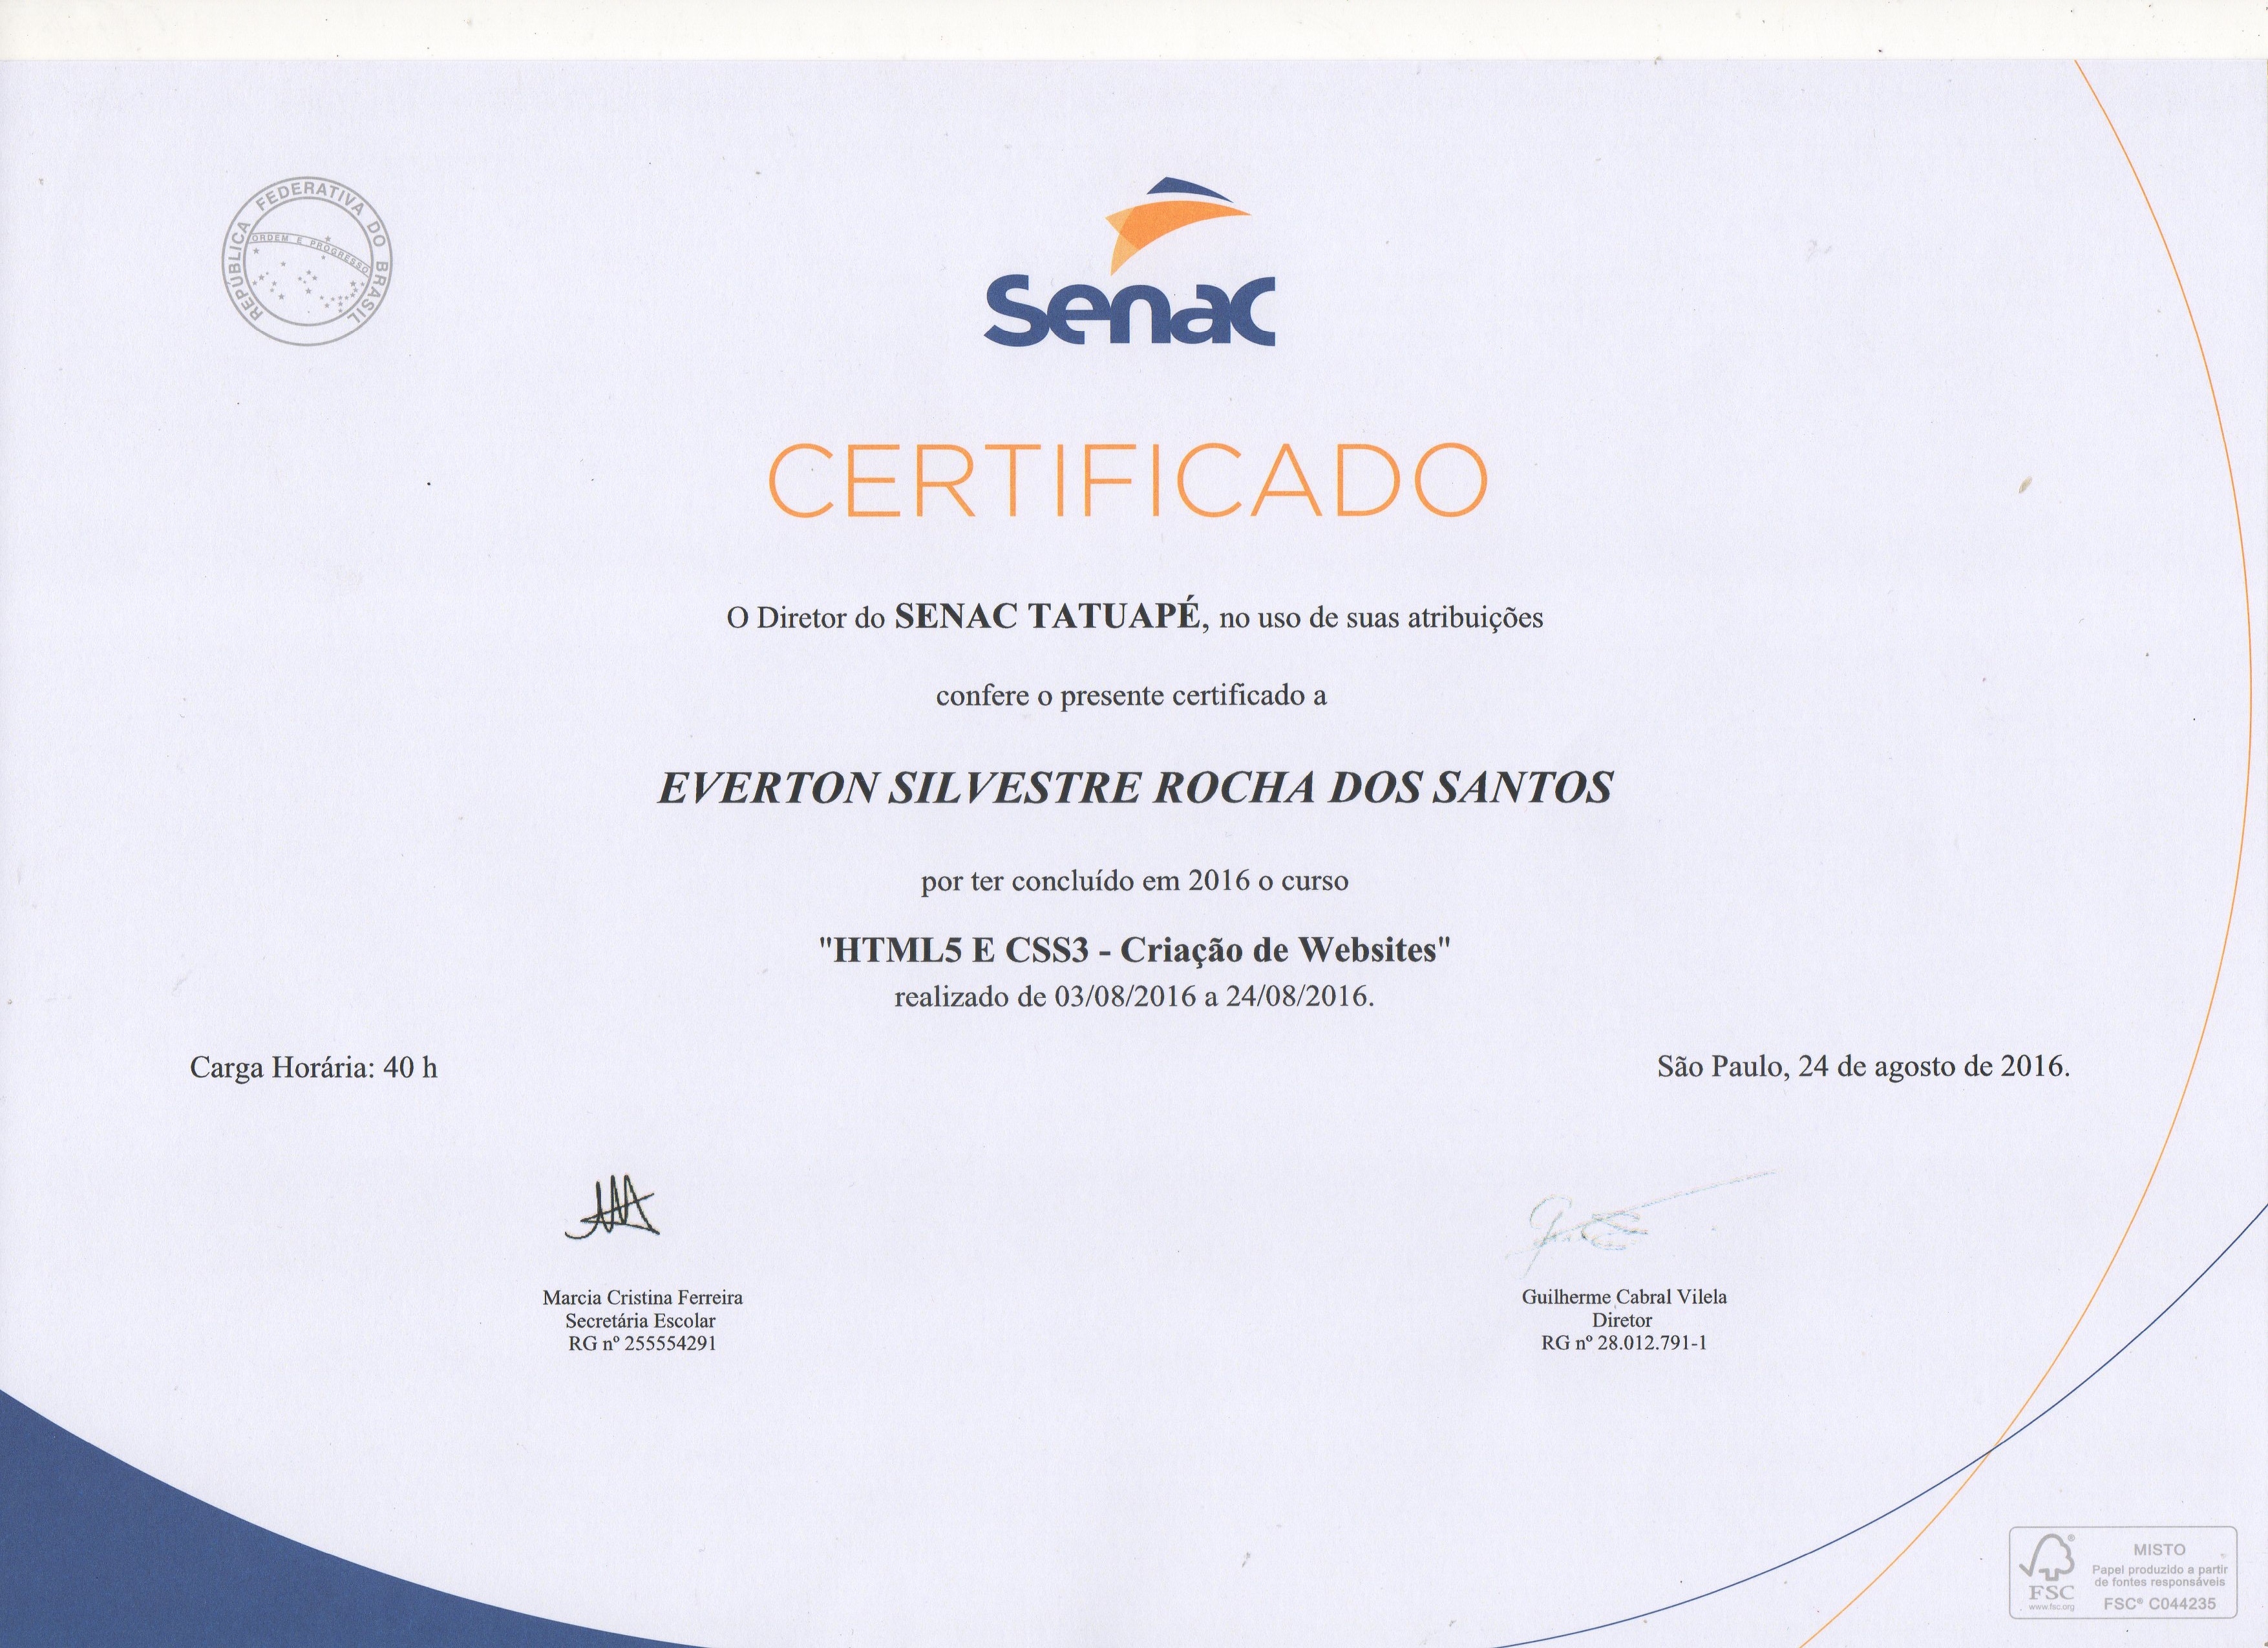 REPÚBLICA FEDERATIVA DO BRASIL
ORDEM E PROGRESSO
senac
CERTIFICADO
O Diretor do SENAC TATUAPÉ, no uso de suas atribuições
confere o presente certificado a
EVERTON SILVESTRE ROCHA DOS SANTOS
por ter concluído em 2016 o curso
"HTML5 E CSS3 - Criação de Websites"
realizado de 03/08/2016 a 24/08/2016.
Carga Horária: 40 h
São Paulo, 24 de agosto de 2016.
Marcia Cristina Ferreira
Secretária Escolar
RG nº 255554291
Guilherme Cabral Vilela
Diretor
RG nº 28.012.791-1
FSC
www.fsc.org
MISTO
Papel produzido a partir
de fontes responsáveis
FSC® C044235